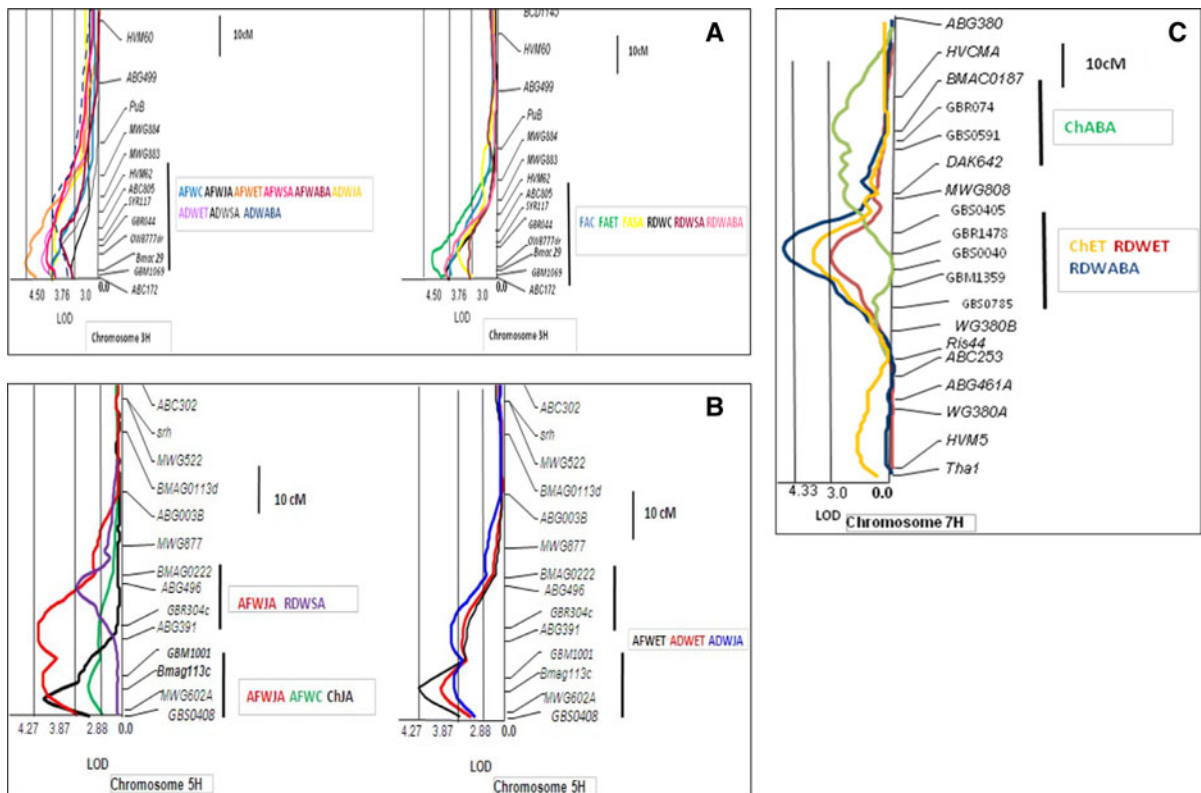 A
HVM60
10cM
ABG499
PuB
MWG884
MWG883
HVM62
ABC805
SYR117
GBR044
OWB777dr
Bmac 29
GBM1069
ABC172
AFWC AFWJA AFWET AFWSA AFWABA ADWJA
ADWET ADWSA ADWABA
4.50 3.76 3.0 0.0
LOD
Chromosome 3H
BCD1145
HVM60
10cM
ABG499
PuB
MWG884
MWG883
HVM62
ABC805
SYR117
GBR044
OWB777dr
Bmac 29
GBM1069
ABC172
FAC FAET FASA RDWC RDWSA RDWABA
4.50 3.76 3.0 0.0
LOD
Chromosome 3H
B
ABC302
srh
MWG522
BMAG0113d
10 cM
ABG003B
MWG877
BMAG0222
ABG496
GBR304c
ABG391
GBM1001
Bmag113c
MWG602A
GBS0408
AFWJA RDWSA
AFWJA AFWC ChJA
4.27 3.87 2.88 0.0
LOD
Chromosome 5H
ABC302
srh
MWG522
BMAG0113d
10 cM
ABG003B
MWG877
BMAG0222
ABG496
GBR304c
ABG391
GBM1001
Bmag113c
MWG602A
GBS0408
AFWET ADWET ADWJA
4.27 3.87 2.88 0.0
LOD
Chromosome 5H
C
ABG380
HVCMA
10cM
BMAC0187
GBR074
GBS0591
DAK642
MWG808
GBS0405
GBR1478
GBS0040
GBM1359
GBS0785
WG380B
Ris44
ABC253
ABG461A
WG380A
HVM5
Tha1
ChABA
ChET RDWET
RDWABA
4.33 3.0 0.0
LOD
Chromosome 7H